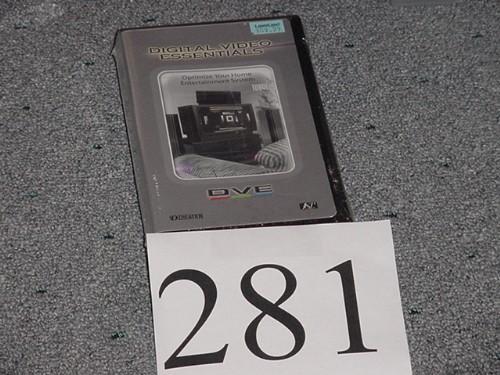 DIGITAL VIDEO
ESSENTIALS
Optimize Your Home
Entertainment System
DVE
281